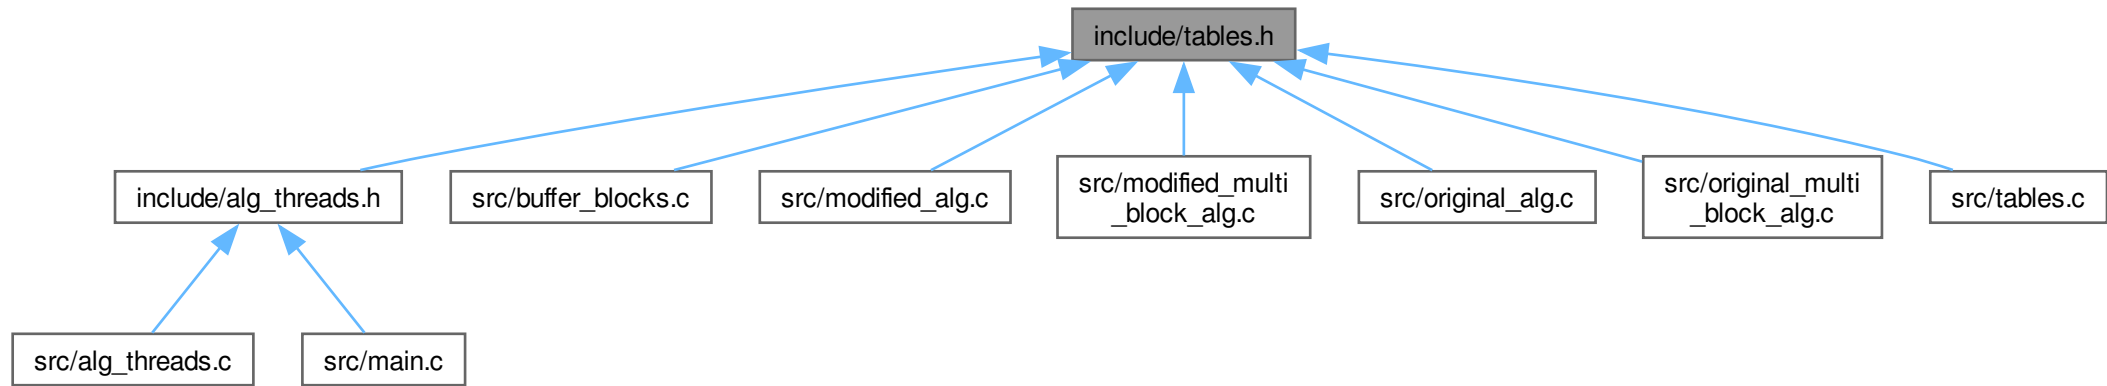 include/tables.h
include/alg_threads.h
src/buffer_blocks.c
src/modified_alg.c
src/modified_multi
_block_alg.c
src/original_alg.c
src/original_multi
_block_alg.c
src/tables.c
src/alg_threads.c
src/main.c